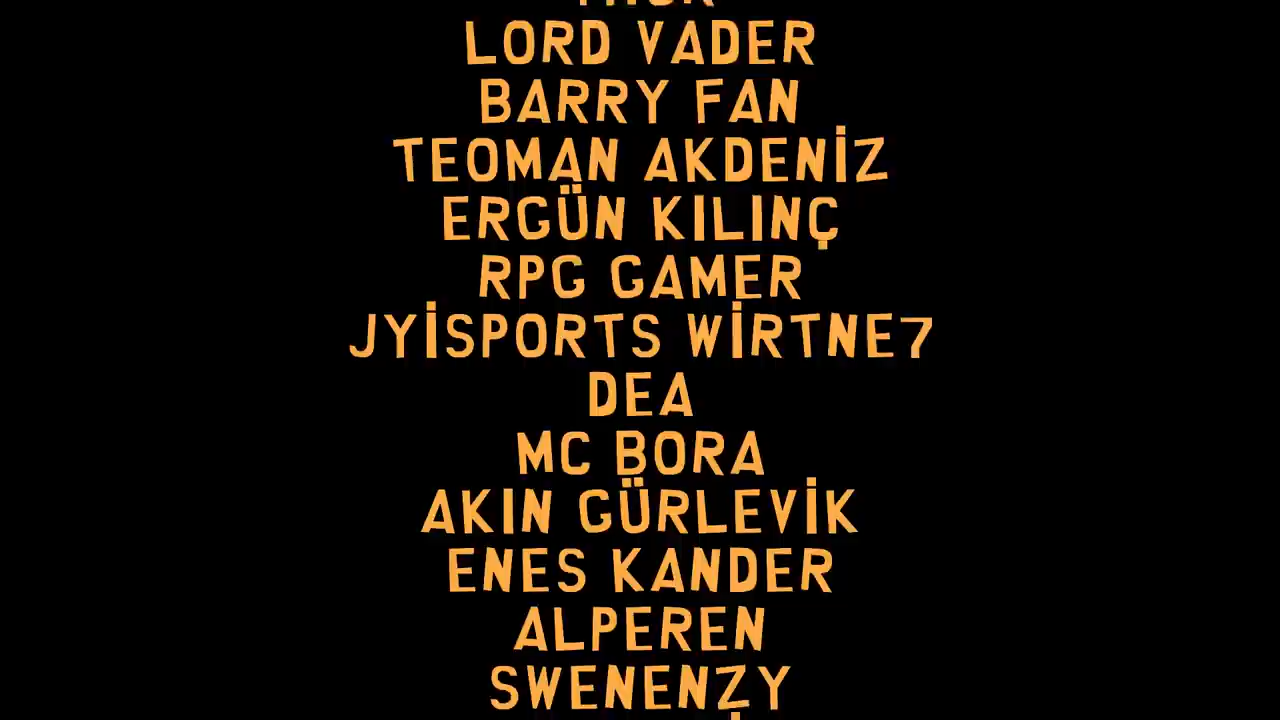 LORD VADER
BARRY FAN
TEOMAN AKDENİZ
ERGÜN KILINÇ
RPG GAMER
JYİSPORTS WİRTNE7
DEA
MC BORA
AKIN GÜRLEVİK
ENES KANDER
ALPEREN
SWENENZY